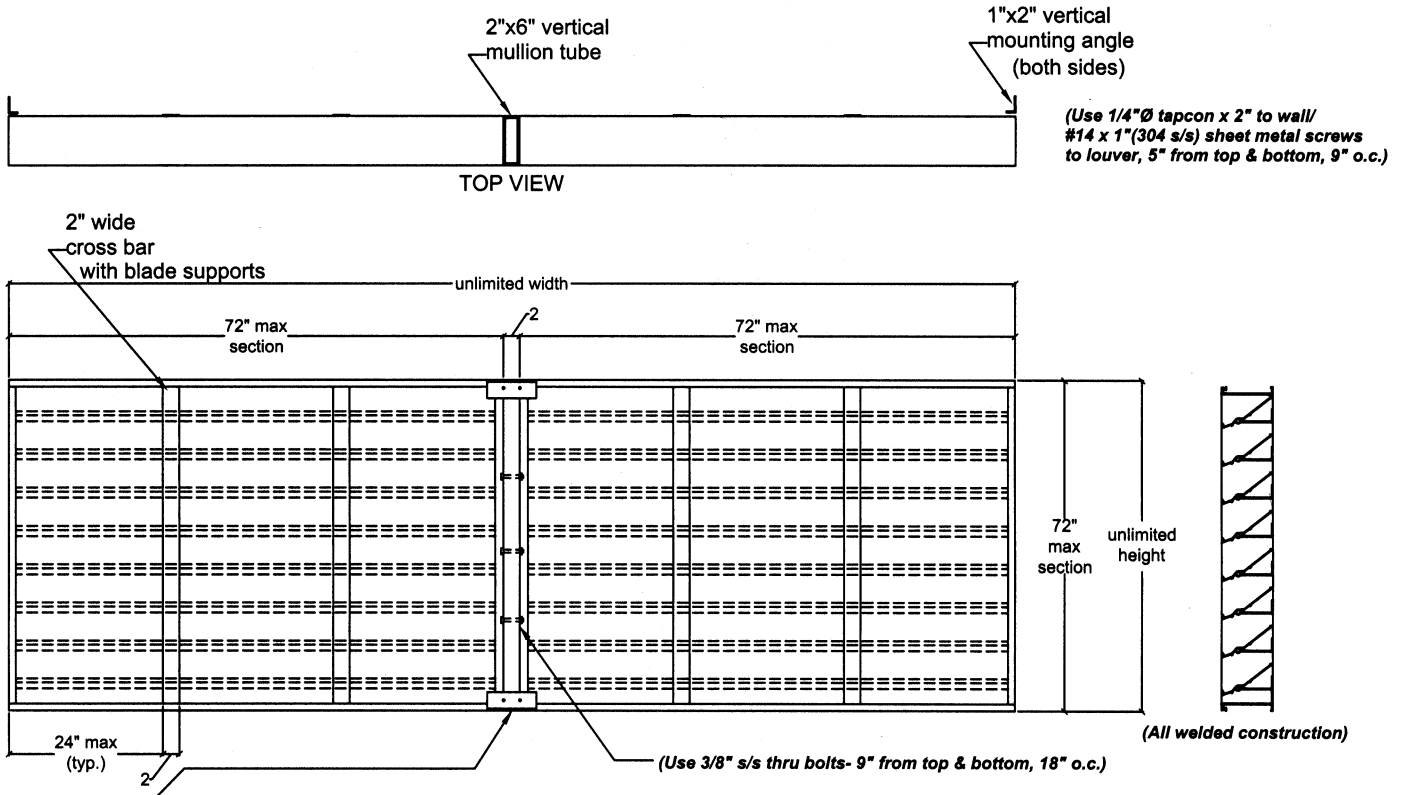 2"x6" vertical
mullion tube
1"x2" vertical
mounting angle
(both sides)
(Use 1/4"Ø tapcon x 2" to wall/
#14 x 1"(304 s/s) sheet metal screws
to louver, 5" from top & bottom, 9" o.c.)
TOP VIEW
2" wide
cross bar
with blade supports
unlimited width
72" max
section
2
72" max
section
72"
max
section
unlimited
height
24" max
(typ.)
2
(Use 3/8" s/s thru bolts- 9" from top & bottom, 18" o.c.)
(All welded construction)